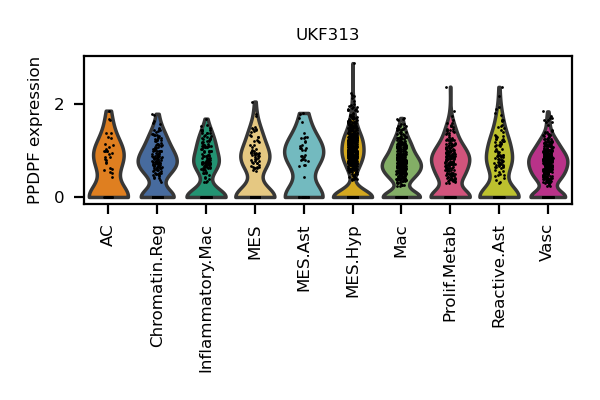 UKF313
PPDPF expression
2
0
AC
Chromatin.Reg
Inflammatory.Mac
MES
MES.Ast
MES.Hyp
Mac
Prolif.Metab
Reactive.Ast
Vasc